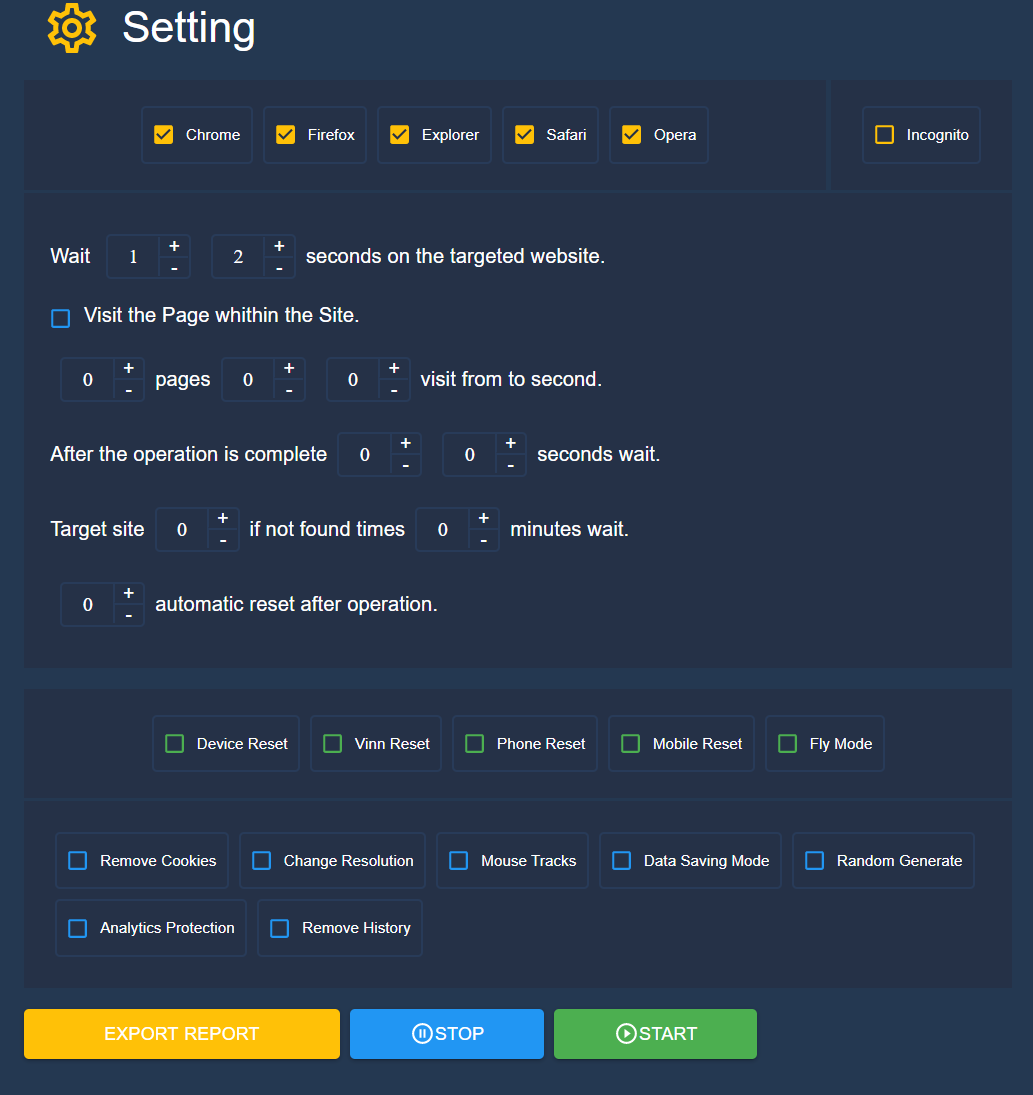 Setting
Chrome Firefox Explorer Safari Opera Incognito
Wait 1 + - 2 + - seconds on the targeted website.
Visit the Page whithin the Site.
0 + - pages 0 + - 0 + - visit from to second.
After the operation is complete 0 + - 0 + - seconds wait.
Target site 0 + - if not found times 0 + - minutes wait.
0 + - automatic reset after operation.
Device Reset Vinn Reset Phone Reset Mobile Reset Fly Mode
Remove Cookies Change Resolution Mouse Tracks Data Saving Mode Random Generate
Analytics Protection Remove History
EXPORT REPORT STOP START